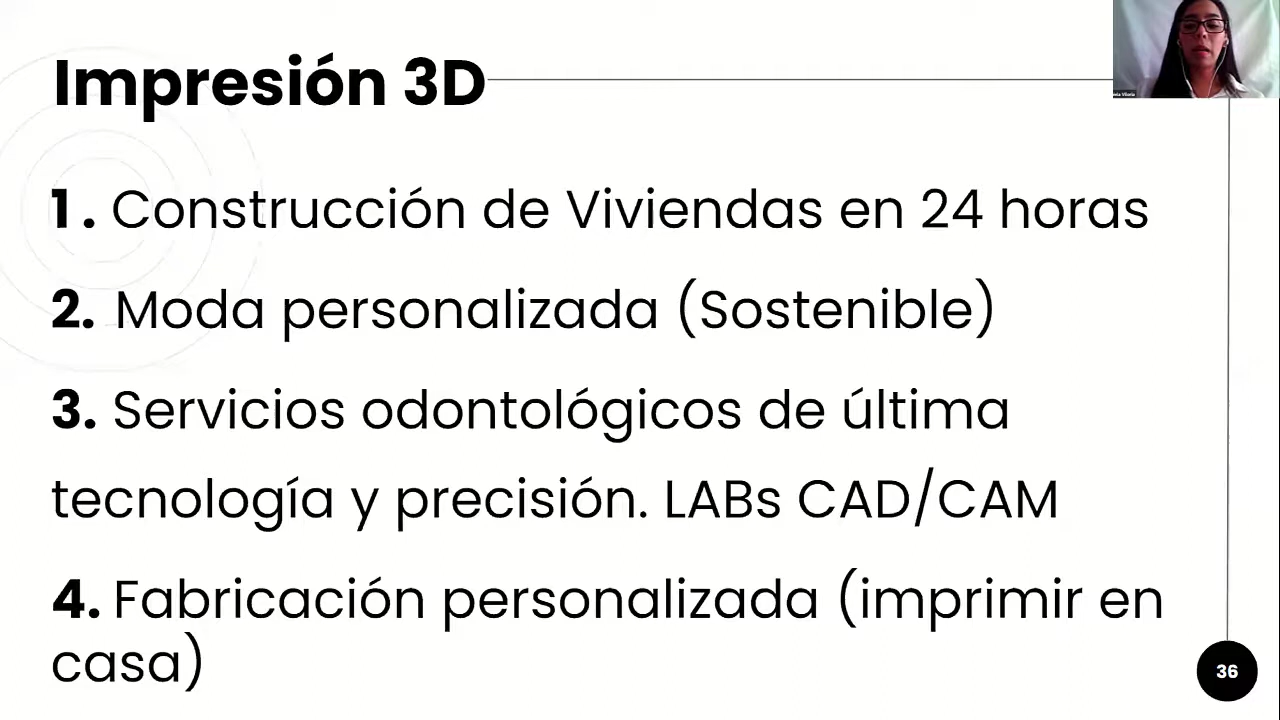 Impresión 3D
1. Construcción de Viviendas en 24 horas
2. Moda personalizada (Sostenible)
3. Servicios odontológicos de última
tecnología y precisión. LABs CAD/CAM
4. Fabricación personalizada (imprimir en
casa)
36